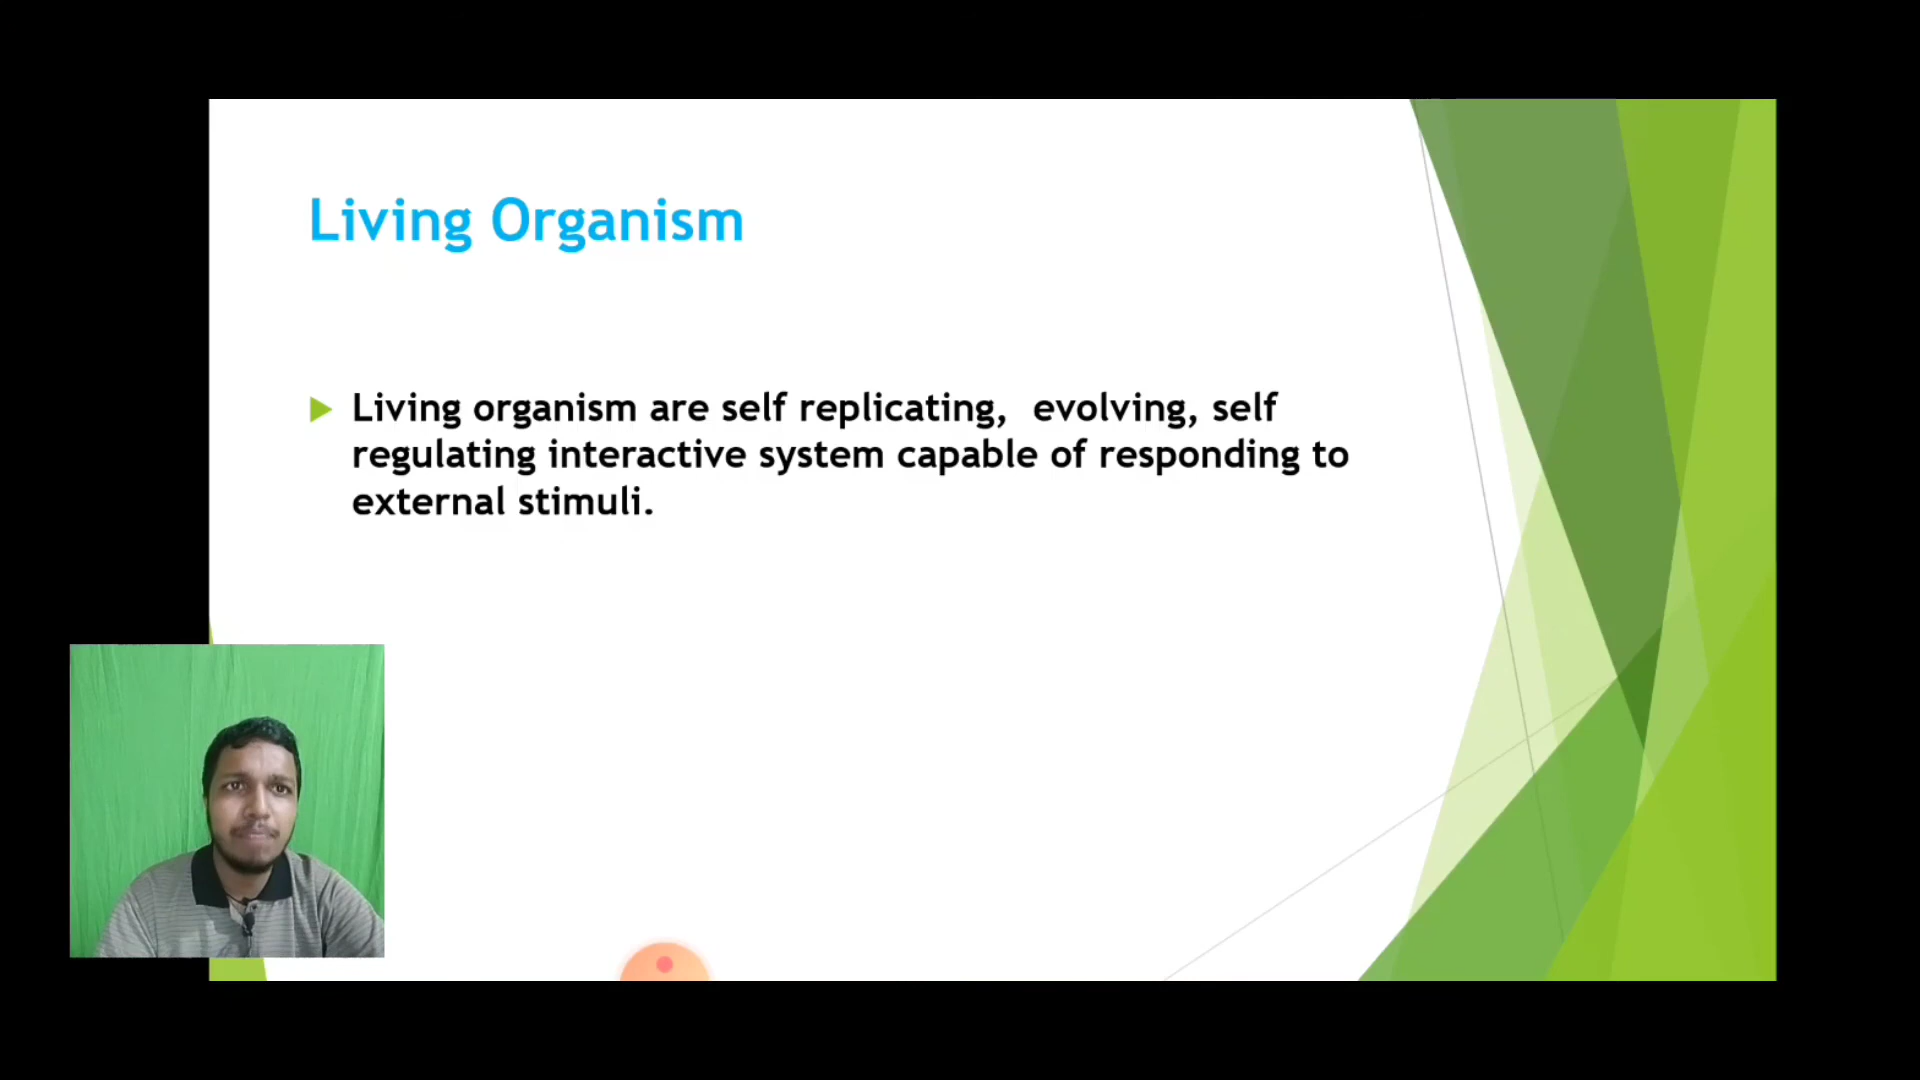 Living Organism
Living organism are self replicating,  evolving, self
regulating interactive system capable of responding to
external stimuli.